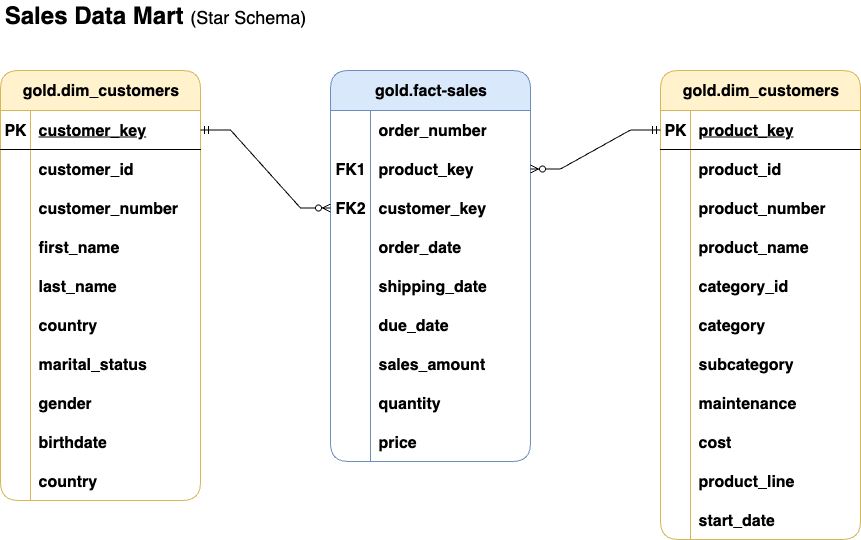 Sales Data Mart (Star Schema)
gold.dim_customers
PK customer_key
customer_id
customer_number
first_name
last_name
country
marital_status
gender
birthdate
country
gold.fact-sales
order_number
FK1 product_key
FK2 customer_key
order_date
shipping_date
due_date
sales_amount
quantity
price
gold.dim_customers
PK product_key
product_id
product_number
product_name
category_id
category
subcategory
maintenance
cost
product_line
start_date